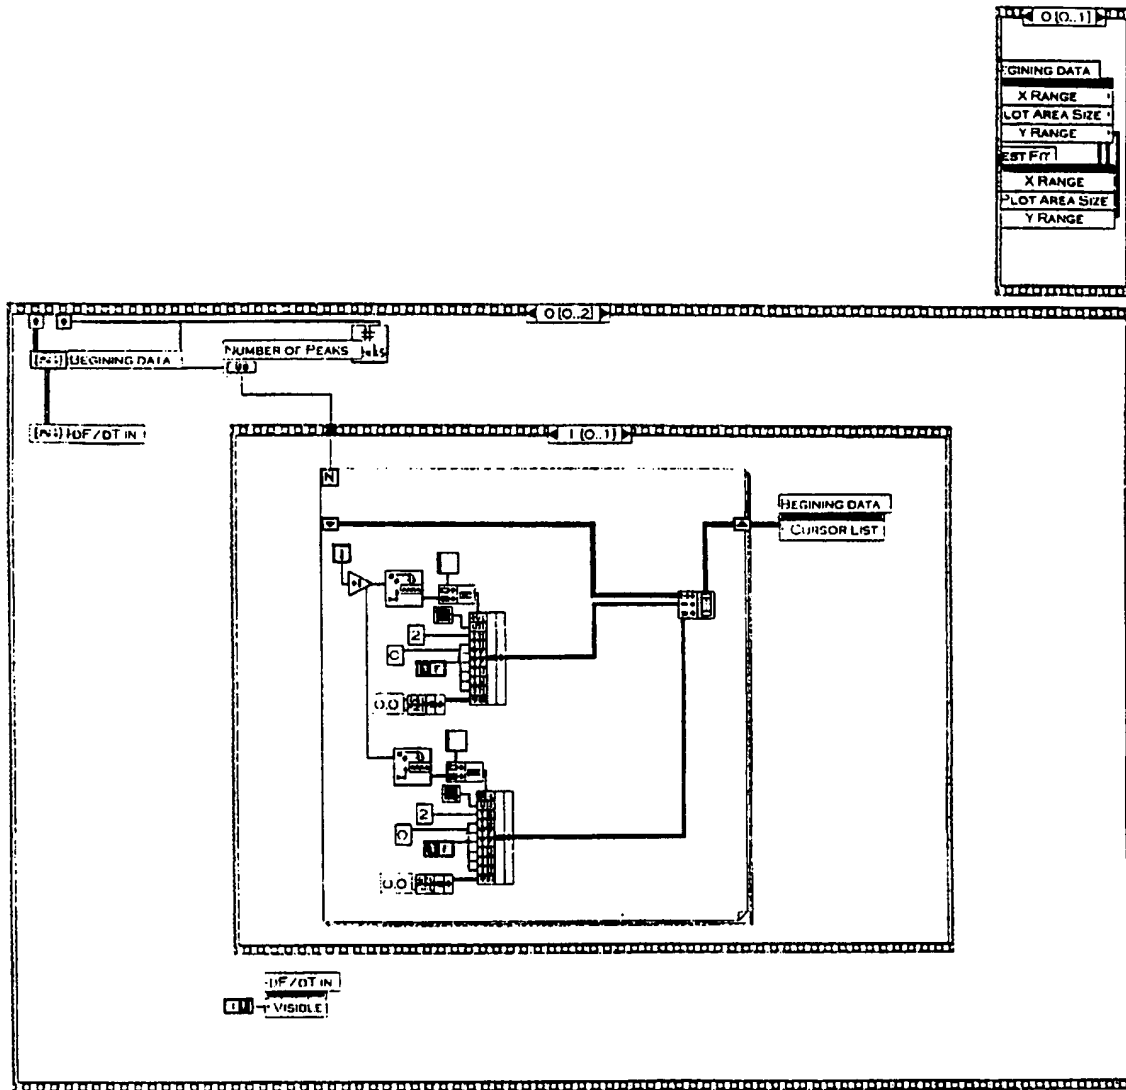 0 [0..1]
EGINING DATA
X RANGE
LOT AREA SIZE
Y RANGE
EST FIT
X RANGE
PLOT AREA SIZE
Y RANGE
0 [0..2]
#
NUMBER OF PEAKS
BEGINING DATA
DF/DT IN
1 [0..1]
N
BEGINING DATA
CURSOR LIST
I
+1
2
0
F
0.0
2
0
F
0.0
DF/DT IN
VISIBLE